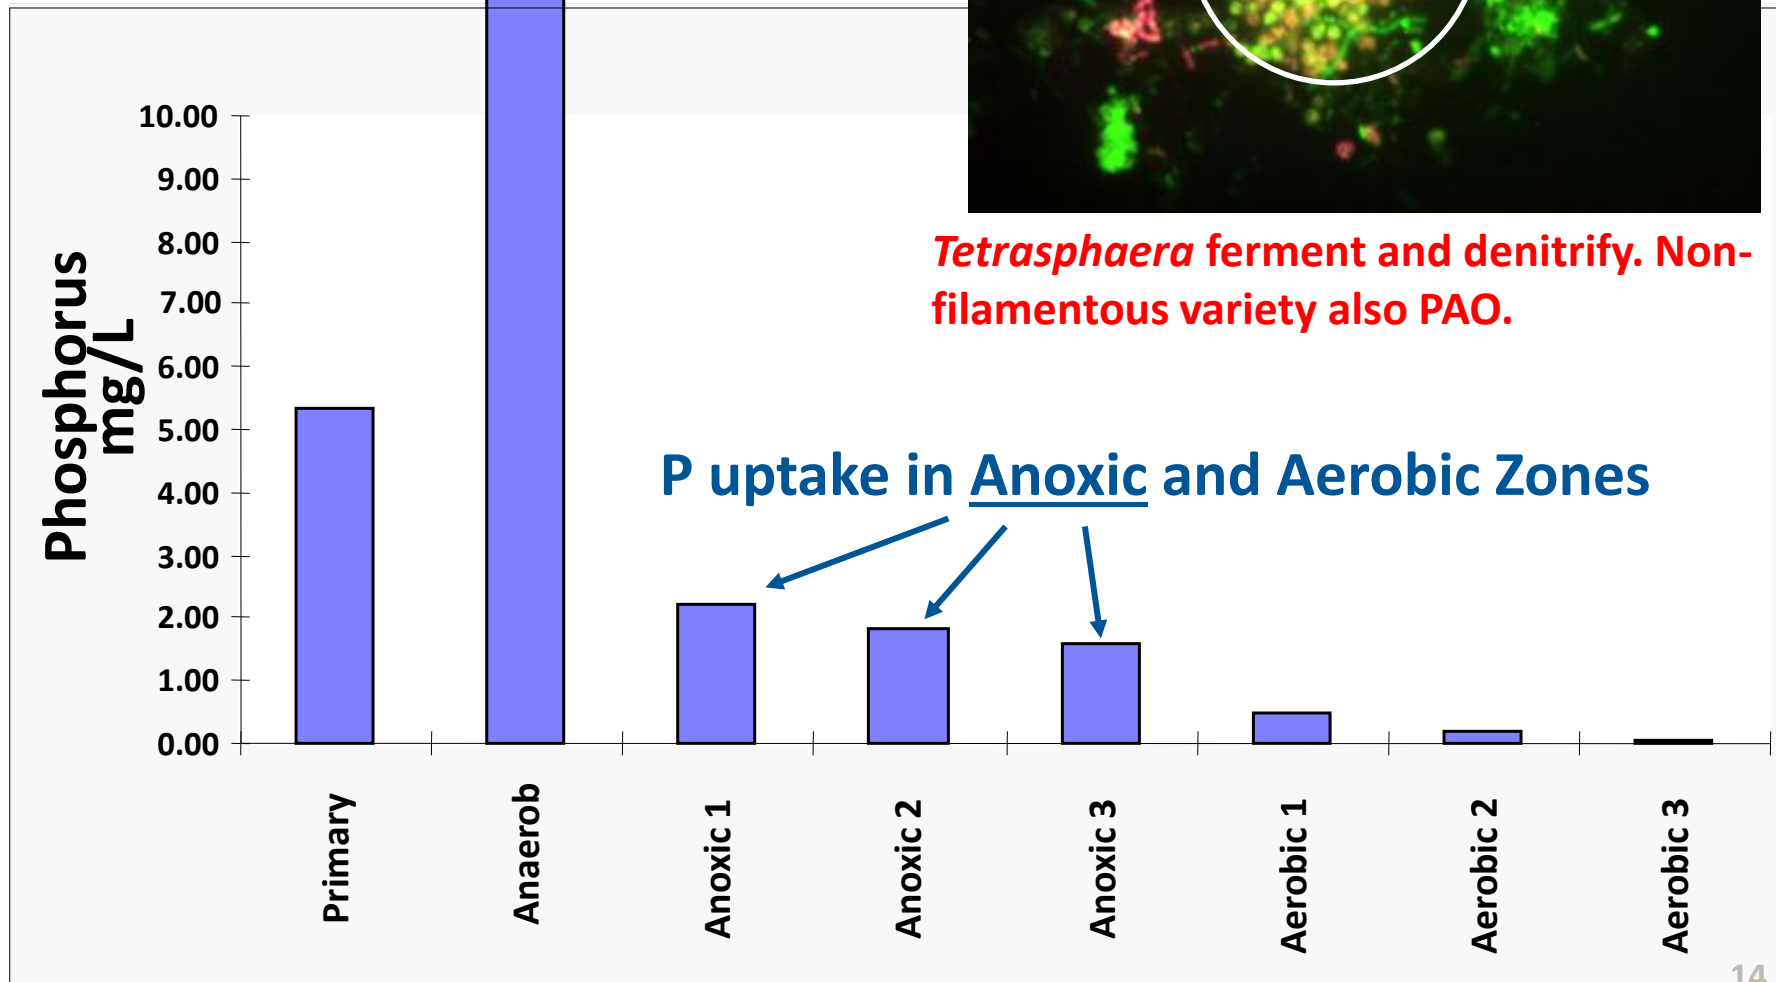 10.00
9.00
8.00
7.00
6.00
5.00
4.00
3.00
2.00
1.00
0.00
Phosphorus
mg/L
Tetrasphaera ferment and denitrify. Non-
filamentous variety also PAO.
P uptake in Anoxic and Aerobic Zones
Primary
Anaerob
Anoxic 1
Anoxic 2
Anoxic 3
Aerobic 1
Aerobic 2
Aerobic 3
14